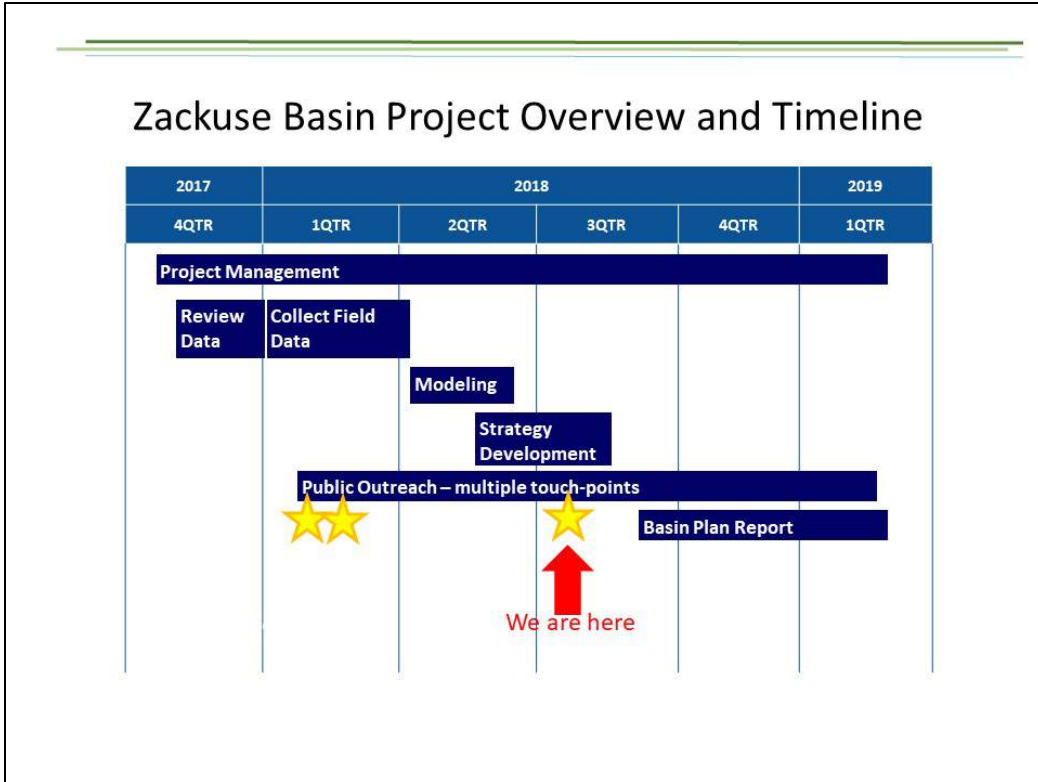 Zackuse Basin Project Overview and Timeline
2017 2018 2019
4QTR 1QTR 2QTR 3QTR 4QTR 1QTR
Project Management
Review
Data
Collect Field
Data
Modeling
Strategy
Development
Public Outreach – multiple touch-points
Basin Plan Report
We are here